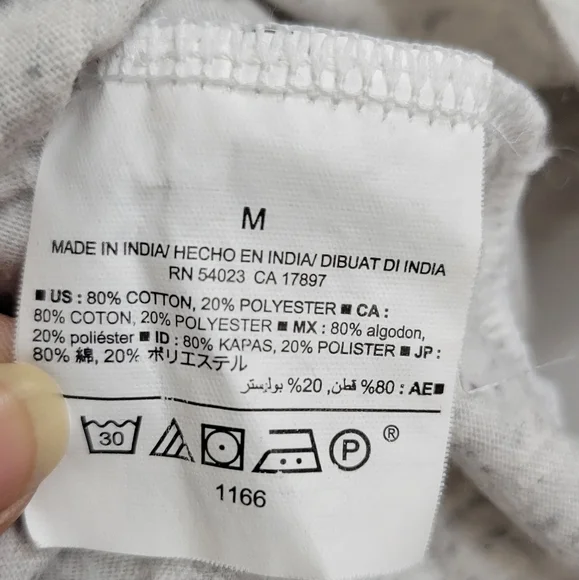 M
MADE IN INDIA/ HECHO EN INDIA/ DIBUAT DI INDIA
RN 54023 CA 17897
■ US : 80% COTTON, 20% POLYESTER ■ CA :
80% COTON, 20% POLYESTER ■ MX : 80% algodon,
20% poliéster ■ ID : 80% KAPAS, 20% POLISTER ■ JP :
80% 綿, 20% ポリエステル
■AE : 80% قطن, 20% بوليستر
30 P ®
1166